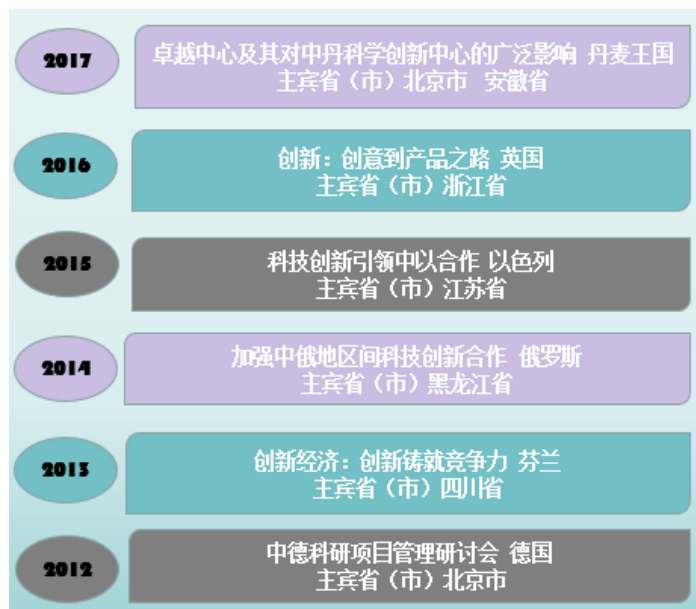 2017
卓越中心及其对中丹科学创新中心的广泛影响 丹麦王国
主宾省（市）北京市 安徽省
2016
创新：创意到产品之路 英国
主宾省（市）浙江省
2015
科技创新引领中以合作 以色列
主宾省（市）江苏省
2014
加强中俄地区间科技创新合作 俄罗斯
主宾省（市）黑龙江省
2013
创新经济：创新铸就竞争力 芬兰
主宾省（市）四川省
2012
中德科研项目管理研讨会 德国
主宾省（市）北京市